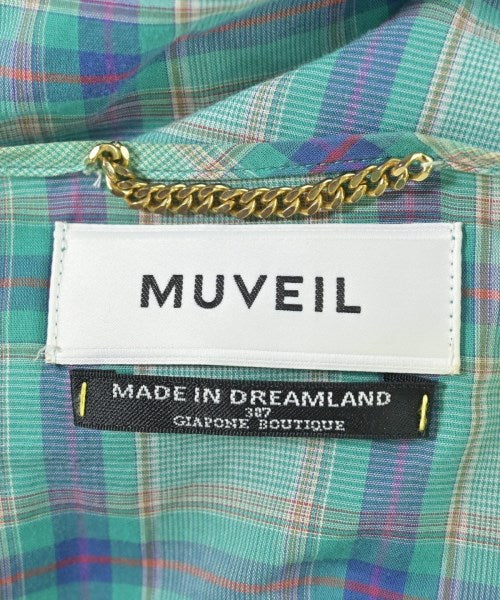 MUVEIL
MADE IN DREAMLAND
387
GIAPONE BOUTIQUE